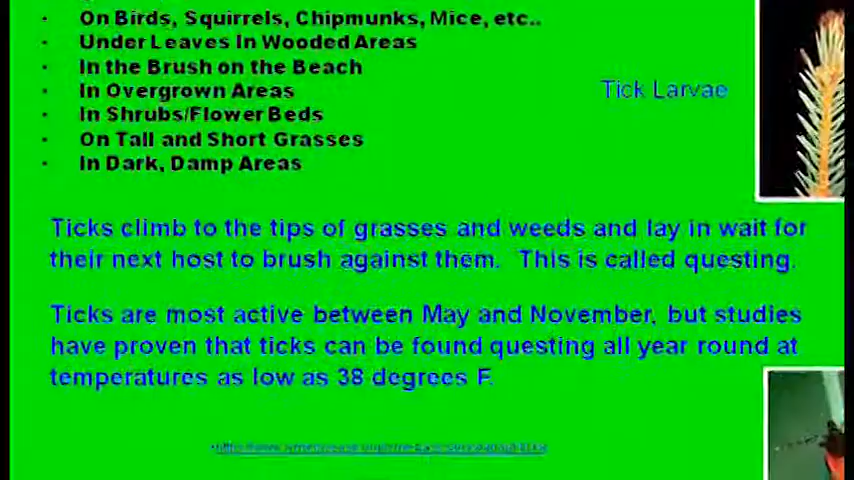 · On Birds, Squirrels, Chipmunks, Mice, etc..
· Under Leaves In Wooded Areas
· In the Brush on the Beach
· In Overgrown Areas
Tick Larvae
· In Shrubs/Flower Beds
· On Tall and Short Grasses
· In Dark, Damp Areas
Ticks climb to the tips of grasses and weeds and lay in wait for
their next host to brush against them. This is called questing.
Ticks are most active between May and November, but studies
have proven that ticks can be found questing all year round at
temperatures as low as 38 degrees F.